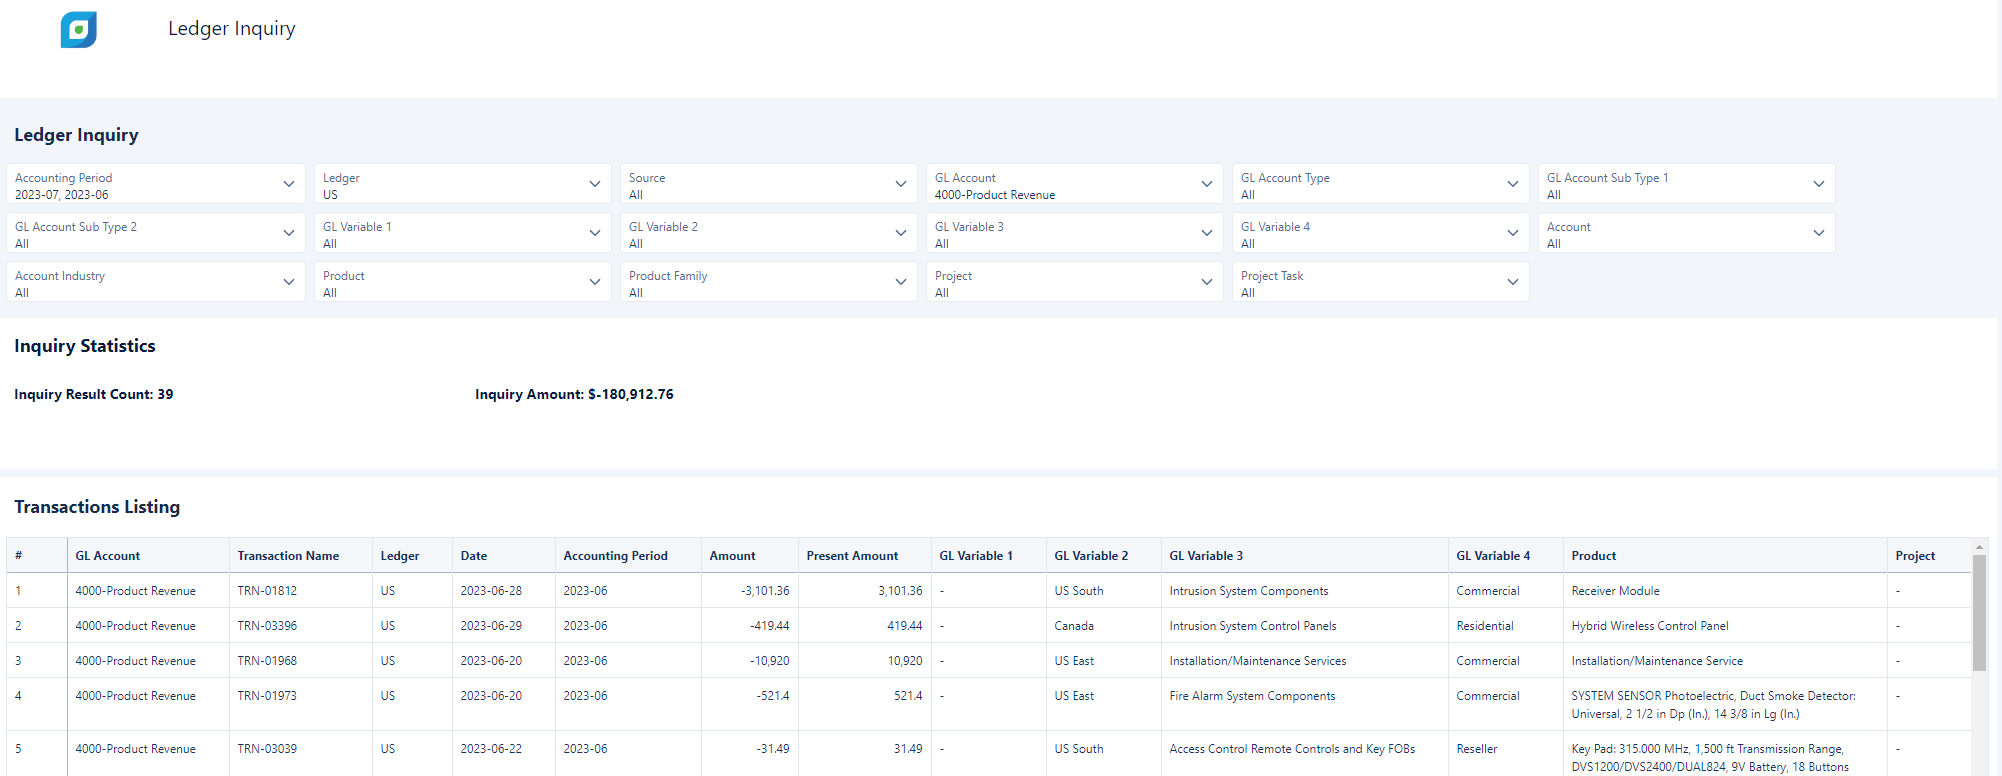 Ledger Inquiry
Ledger Inquiry
Accounting Period Ledger Source GL Account GL Account Type GL Account Sub Type 1
2023-07, 2023-06 US All 4000-Product Revenue All All
GL Account Sub Type 2 GL Variable 1 GL Variable 2 GL Variable 3 GL Variable 4 Account
All All All All All All
Account Industry Product Product Family Project Project Task
All All All All All
Inquiry Statistics
Inquiry Result Count: 39 Inquiry Amount: $-180,912.76
Transactions Listing
# GL Account Transaction Name Ledger Date Accounting Period Amount Present Amount GL Variable 1 GL Variable 2 GL Variable 3 GL Variable 4 Product Project
1 4000-Product Revenue TRN-01812 US 2023-06-28 2023-06 -3,101.36 3,101.36 - US South Intrusion System Components Commercial Receiver Module -
2 4000-Product Revenue TRN-03396 US 2023-06-29 2023-06 -419.44 419.44 - Canada Intrusion System Control Panels Residential Hybrid Wireless Control Panel -
3 4000-Product Revenue TRN-01968 US 2023-06-20 2023-06 -10,920 10,920 - US East Installation/Maintenance Services Commercial Installation/Maintenance Service -
4 4000-Product Revenue TRN-01973 US 2023-06-20 2023-06 -521.4 521.4 - US East Fire Alarm System Components Commercial SYSTEM SENSOR Photoelectric, Duct Smoke Detector: -
Universal, 2 1/2 in Dp (In.), 14 3/8 in Lg (In.)
5 4000-Product Revenue TRN-03039 US 2023-06-22 2023-06 -31.49 31.49 - US South Access Control Remote Controls and Key FOBs Reseller Key Pad: 315.000 MHz, 1,500 ft Transmission Range, -
DVS1200/DVS2400/DUAL824, 9V Battery, 18 Buttons